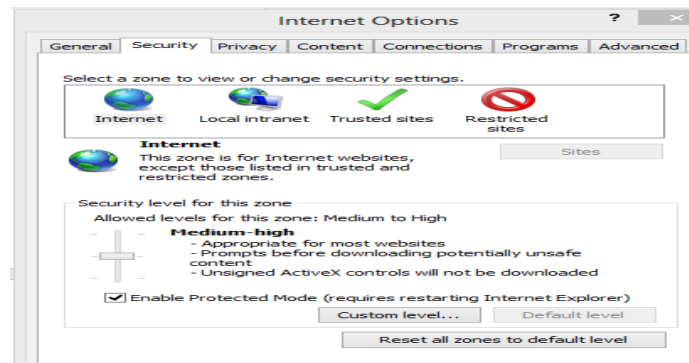 Internet Options ?
General Security Privacy Content Connections Programs Advanced
Select a zone to view or change security settings.
Internet Local intranet Trusted sites Restricted
sites
Internet
Sites
This zone is for Internet websites,
except those listed in trusted and
restricted zones.
Security level for this zone
Allowed levels for this zone: Medium to High
Medium-high
- Appropriate for most websites
- Prompts before downloading potentially unsafe
content
- Unsigned ActiveX controls will not be downloaded
Enable Protected Mode (requires restarting Internet Explorer)
Custom level... Default level
Reset all zones to default level